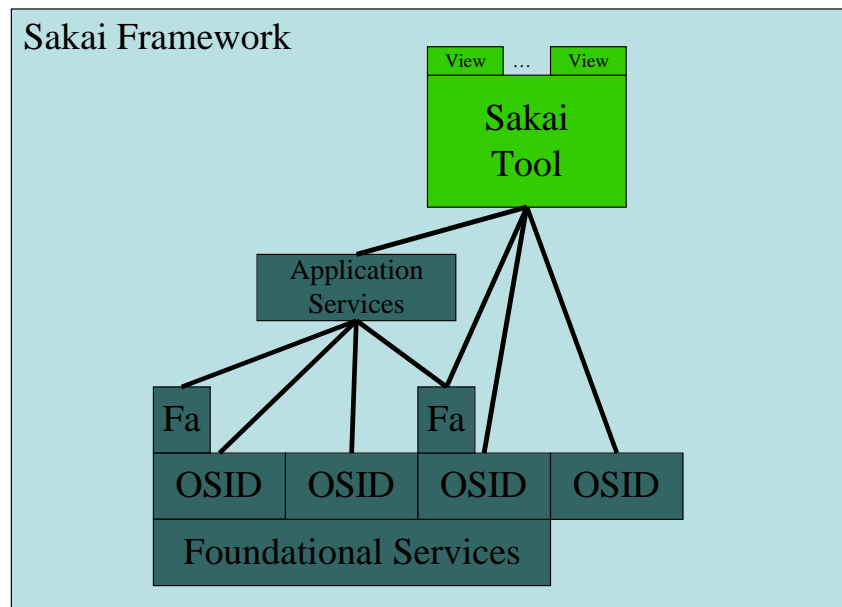 Sakai Framework
View ... View
Sakai
Tool
Application
Services
Fa Fa
OSID OSID OSID OSID
Foundational Services